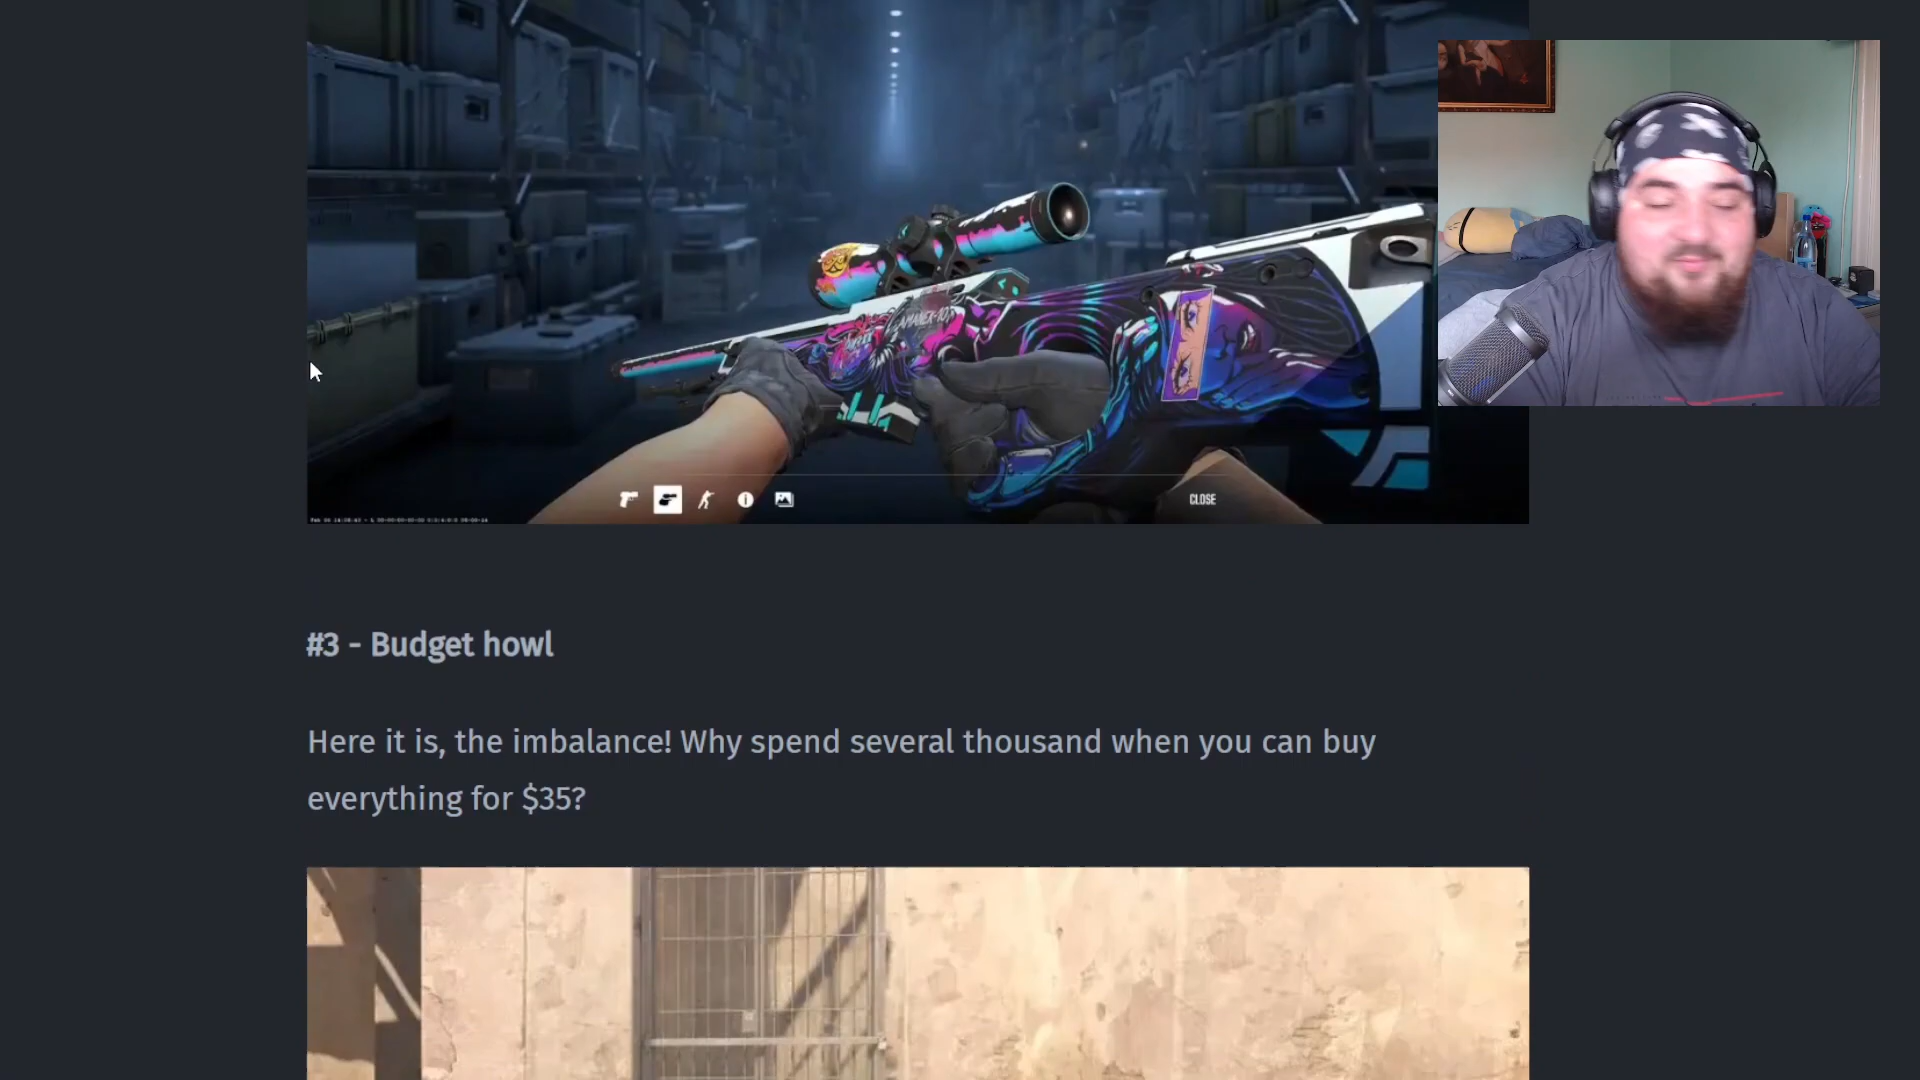 CLOSE
#3 - Budget howl
Here it is, the imbalance! Why spend several thousand when you can buy
everything for $35?